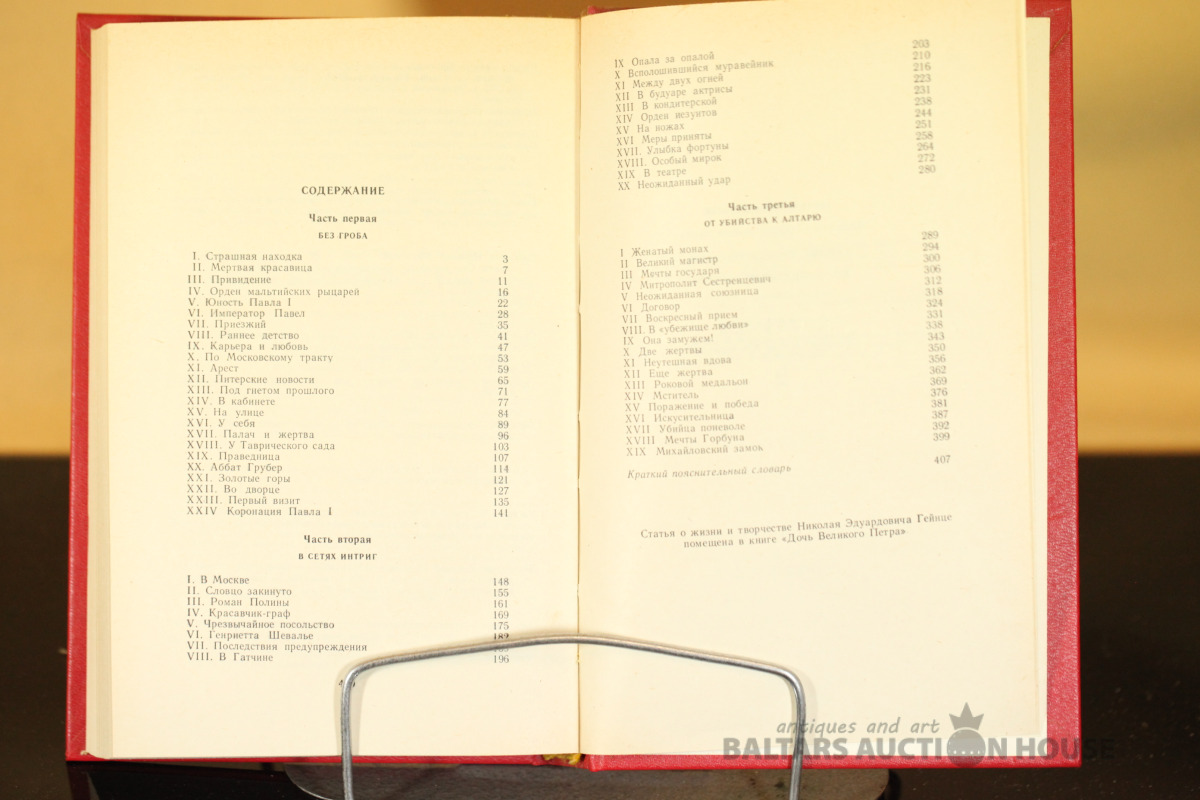 СОДЕРЖАНИЕ
Часть первая
БЕЗ ГРОБА
I. Страшная находка 3
II. Мертвая красавица 7
III. Привидение 11
IV. Орден мальтийских рыцарей 16
V. Юность Павла I 22
VI. Император Павел 28
VII. Приезжий 35
VIII. Раннее детство 41
IX. Карьера и любовь 47
X. По Московскому тракту 53
XI. Арест 59
XII. Питерские новости 65
XIII. Под гнетом прошлого 71
XIV. В кабинете 77
XV. На улице 84
XVI. У себя 89
XVII. Палач и жертва 96
XVIII. У Таврического сада 103
XIX. Праведница 107
XX. Аббат Грубер 114
XXI. Золотые горы 121
XXII. Во дворце 127
XXIII. Первый визит 135
XXIV Коронация Павла I 141
Часть вторая
В СЕТЯХ ИНТРИГ
I. В Москве 148
II. Словцо закинуто 155
III. Роман Полины 161
IV. Красавчик-граф 169
V. Чрезвычайное посольство 175
VI. Генриетта Шевалье 182
VII. Последствия предупреждения
VIII. В Гатчине 196
IX Опала за опалой 203
X Всполошившийся муравейник 210
XI Между двух огней 216
XII В будуаре актрисы 223
XIII В кондитерской 231
XIV Орден иезуитов 238
XV На ножах 244
XVI Меры приняты 251
XVII. Улыбка фортуны 258
XVIII. Особый мирок 264
XIX В театре 272
XX Неожиданный удар 280
Часть третья
ОТ УБИЙСТВА К АЛТАРЮ
I Женатый монах 289
II Великий магистр 294
III Мечты государя 300
IV Митрополит Сестренцевич 306
V Неожиданная союзница 312
VI Договор 318
VII Воскресный прием 324
VIII. В «убежище любви» 331
IX Она замужем! 338
X Две жертвы 343
XI Неутешная вдова 350
XII Еще жертва 356
XIII Роковой медальон 362
XIV Мститель 369
XV Поражение и победа 376
XVI Искусительница 381
XVII Убийца поневоле 387
XVIII Мечты Горбуна 392
XIX Михайловский замок 399
Краткий пояснительный словарь 407
Статья о жизни и творчестве Николая Эдуардовича Гейнце
помещена в книге «Дочь Великого Петра»
antiques and art
BALTARS AUCTION HOUSE